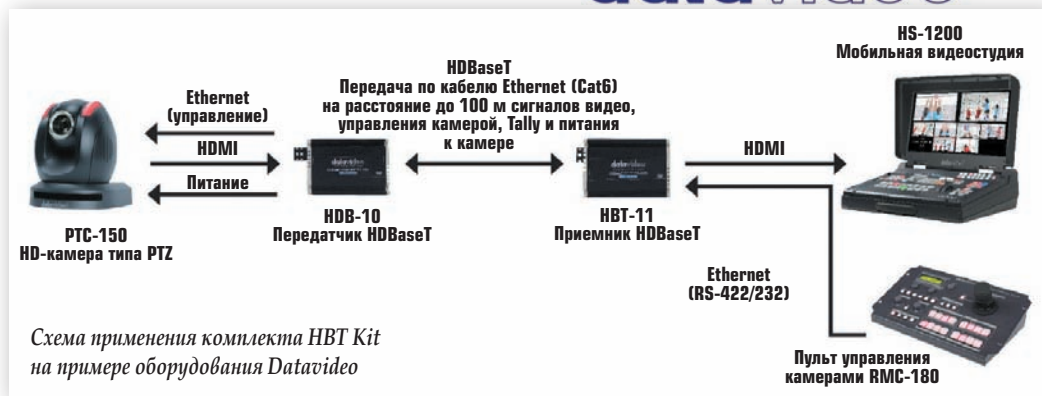 datavideo
HS-1200
Мобильная видеостудия
HDBaseT
Передача по кабелю Ethernet (Cat6)
на расстояние до 100 м сигналов видео,
управления камерой, Tally и питания
к камере
Ethernet
(управление)
HDMI
Питание
HDMI
datavideo
datavideo
PTC-150
HD-камера типа PTZ
HDB-10
Передатчик HDBaseT
HBT-11
Приемник HDBaseT
Ethernet
(RS-422/232)
Схема применения комплекта HBT Kit
на примере оборудования Datavideo
Пульт управления
камерами RMC-180